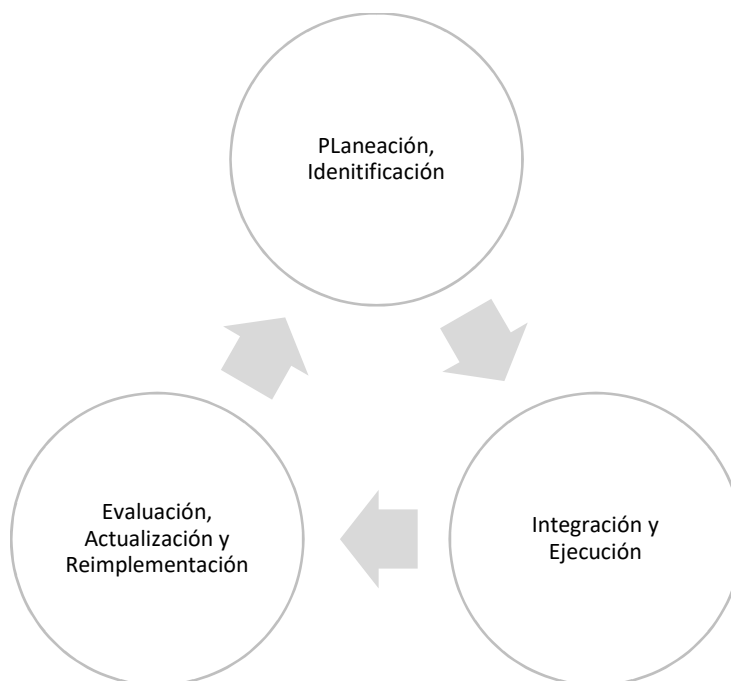 PLaneación,
Idenitificación
Integración y
Ejecución
Evaluación,
Actualización y
Reimplementación